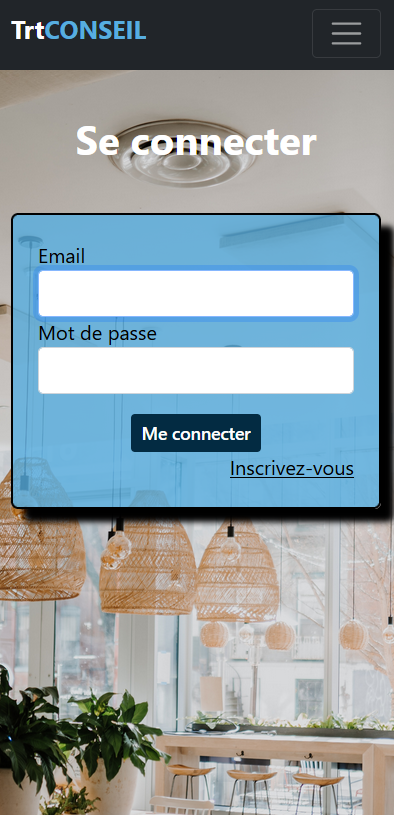 TrtCONSEIL
Se connecter
Email
Mot de passe
Me connecter
Inscrivez-vous